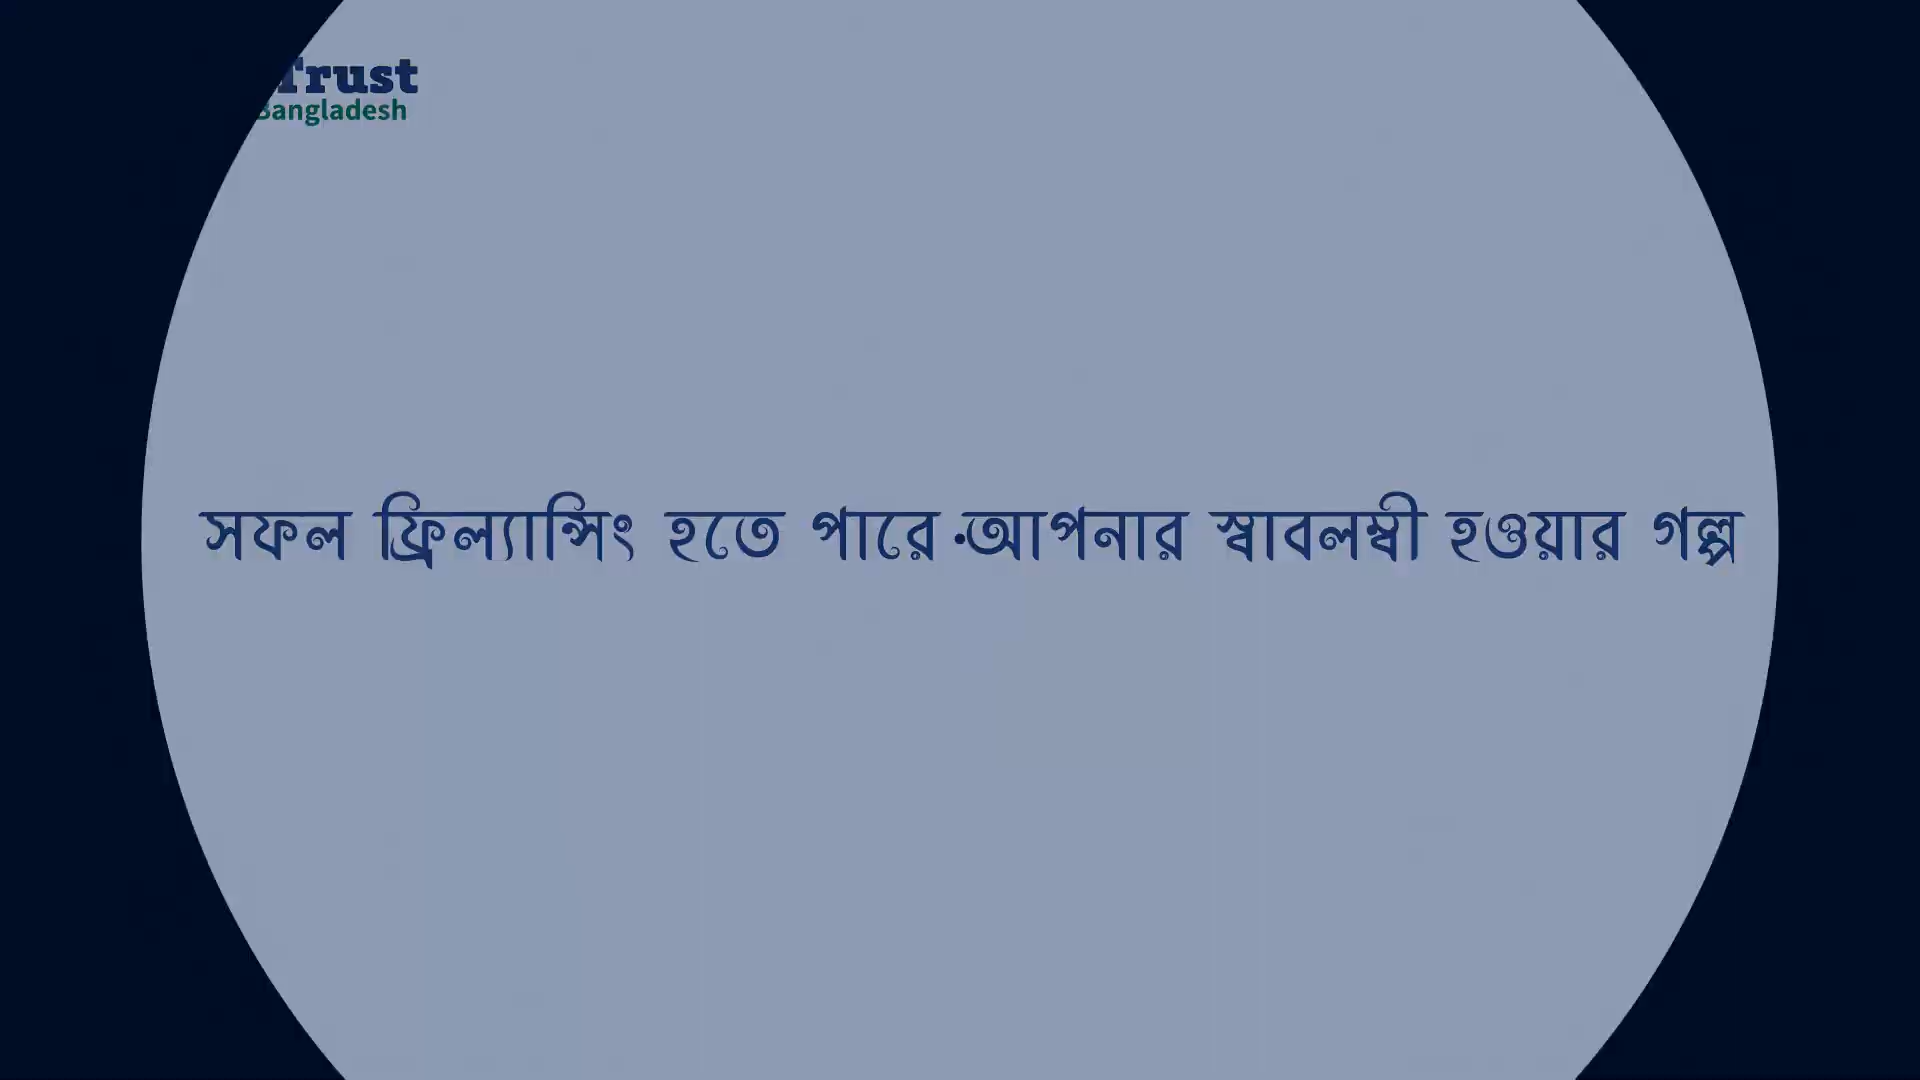 Trust
Bangladesh
সফল ফ্রিল্যান্সিং হতে পারে আপনার স্বাবলম্বী হওয়ার গল্প